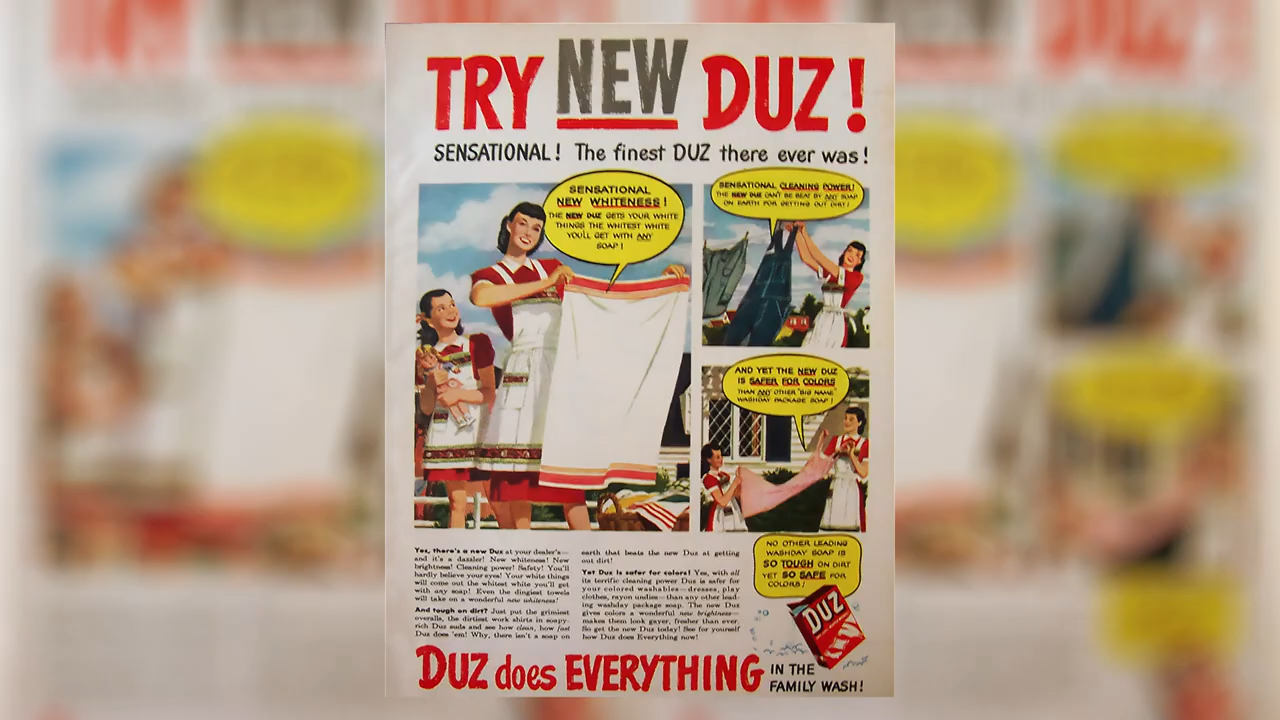 TRY NEW DUZ!
SENSATIONAL! The finest DUZ there ever was!
SENSATIONAL
NEW WHITENESS!
THE NEW DUZ GETS YOUR WHITE
THINGS THE WHITEST WHITE
YOU'LL GET WITH ANY
SOAP!
SENSATIONAL CLEANING POWER!
THE NEW DUZ CAN'T BE BEAT BY ANY SOAP
ON EARTH FOR GETTING OUT DIRT!
AND YET THE NEW DUZ
IS SAFER FOR COLORS
THAN ANY OTHER "BIG NAME"
WASHDAY PACKAGE SOAP!
Yes, there's a new Duz at your dealer's—
and it's a dazzler! New whiteness! New
brightness! Cleaning power! Safety! You'll
hardly believe your eyes! Your white things
will come out the whitest white you'll get
with any soap! Even the dingiest towels
will take on a wonderful new whiteness!
And tough on dirt? Just put the grimiest
overalls, the dirtiest work shirts in soapy-
rich Duz suds and see how clean, how fast
Duz does 'em! Why, there isn't a soap on
earth that beats the new Duz at getting
out dirt!
Yet Duz is safer for colors! Yes, with all
its terrific cleaning power Duz is safer for
your colored washables—dresses, play
clothes, rayon undies—than any other lead-
ing washday package soap. The new Duz
gives colors a wonderful new brightness—
makes them look gayer, fresher than ever.
So get the new Duz today! See for yourself
how Duz does Everything now!
NO OTHER LEADING
WASHDAY SOAP IS
SO TOUGH ON DIRT
YET SO SAFE FOR
COLORS!
DUZ
DUZ does EVERYTHING IN THE
FAMILY WASH!